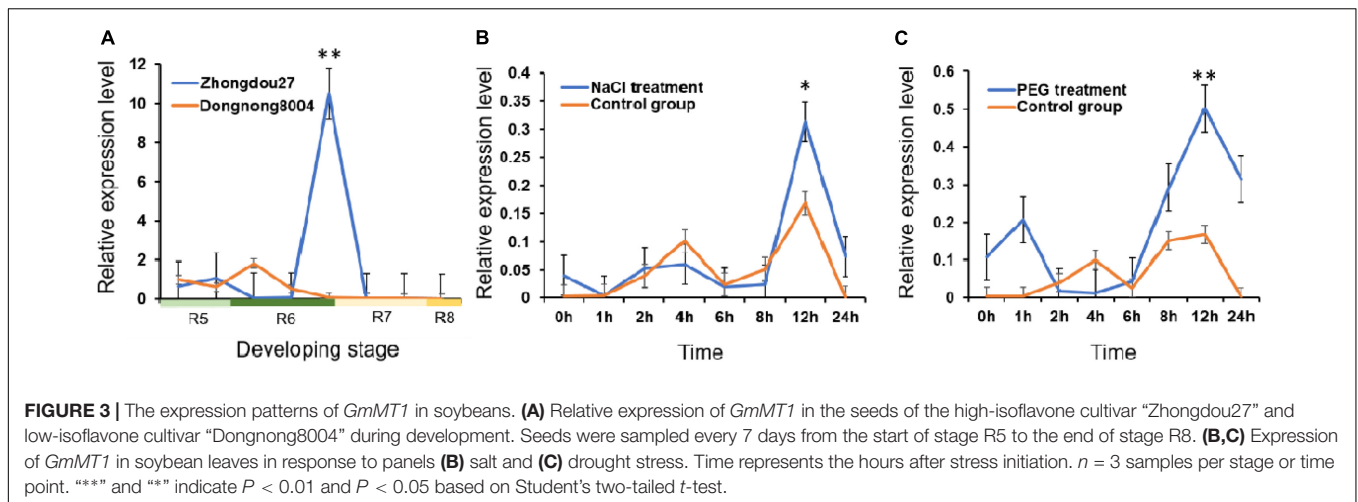 A
**
12
10
8
6
4
2
0
Relative expression level
Zhongdou27
Dongnong8004
R5 R6 R7 R8
Developing stage
B
*
0.4
0.35
0.3
0.25
0.2
0.15
0.1
0.05
0
Relative expression level
NaCl treatment
Control group
0h 1h 2h 4h 6h 8h 12h 24h
Time
C
**
0.6
0.5
0.4
0.3
0.2
0.1
0
Relative expression level
PEG treatment
Control group
0h 1h 2h 4h 6h 8h 12h 24h
Time
FIGURE 3 | The expression patterns of GmMT1 in soybeans. (A) Relative expression of GmMT1 in the seeds of the high-isoflavone cultivar “Zhongdou27” and
low-isoflavone cultivar “Dongnong8004” during development. Seeds were sampled every 7 days from the start of stage R5 to the end of stage R8. (B,C) Expression
of GmMT1 in soybean leaves in response to panels (B) salt and (C) drought stress. Time represents the hours after stress initiation. n = 3 samples per stage or time
point. “**” and “*” indicate P < 0.01 and P < 0.05 based on Student’s two-tailed t-test.